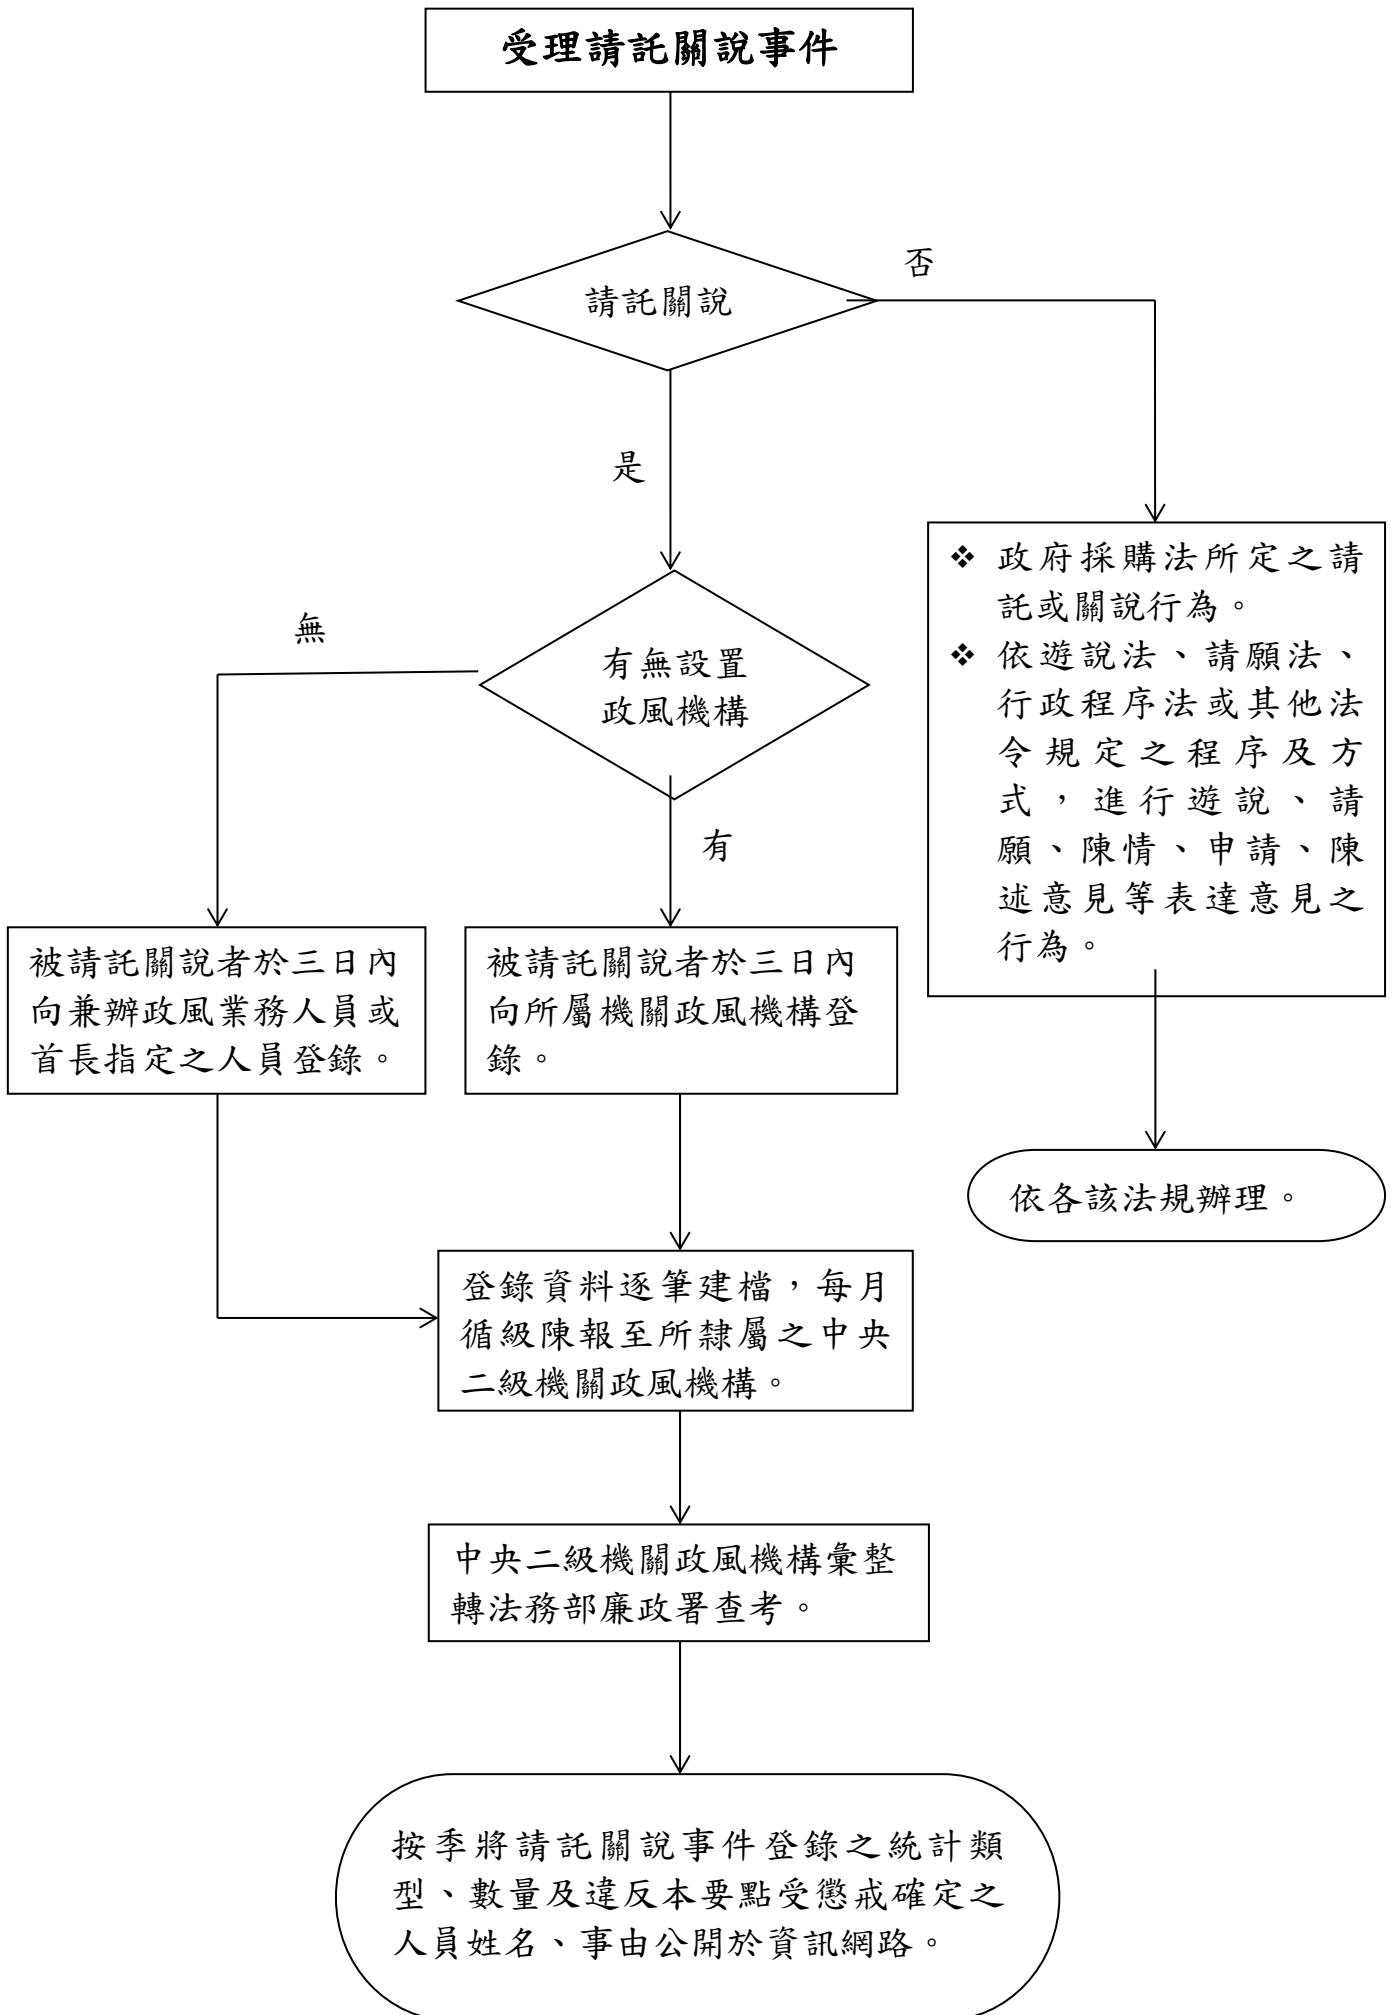 受理請託關說事件
否
請託關說
是
❖ 政府採購法所定之請
託或關說行為。
❖ 依遊說法、請願法、
行政程序法或其他法
令規定之程序及方
式，進行遊說、請
願、陳情、申請、陳
述意見等表達意見之
行為。
無
有無設置
政風機構
有
被請託關說者於三日內
向兼辦政風業務人員或
首長指定之人員登錄。
被請託關說者於三日內
向所屬機關政風機構登
錄。
依各該法規辦理。
登錄資料逐筆建檔，每月
循級陳報至所隸屬之中央
二級機關政風機構。
中央二級機關政風機構彙整
轉法務部廉政署查考。
按季將請託關說事件登錄之統計類
型、數量及違反本要點受懲戒確定之
人員姓名、事由公開於資訊網路。